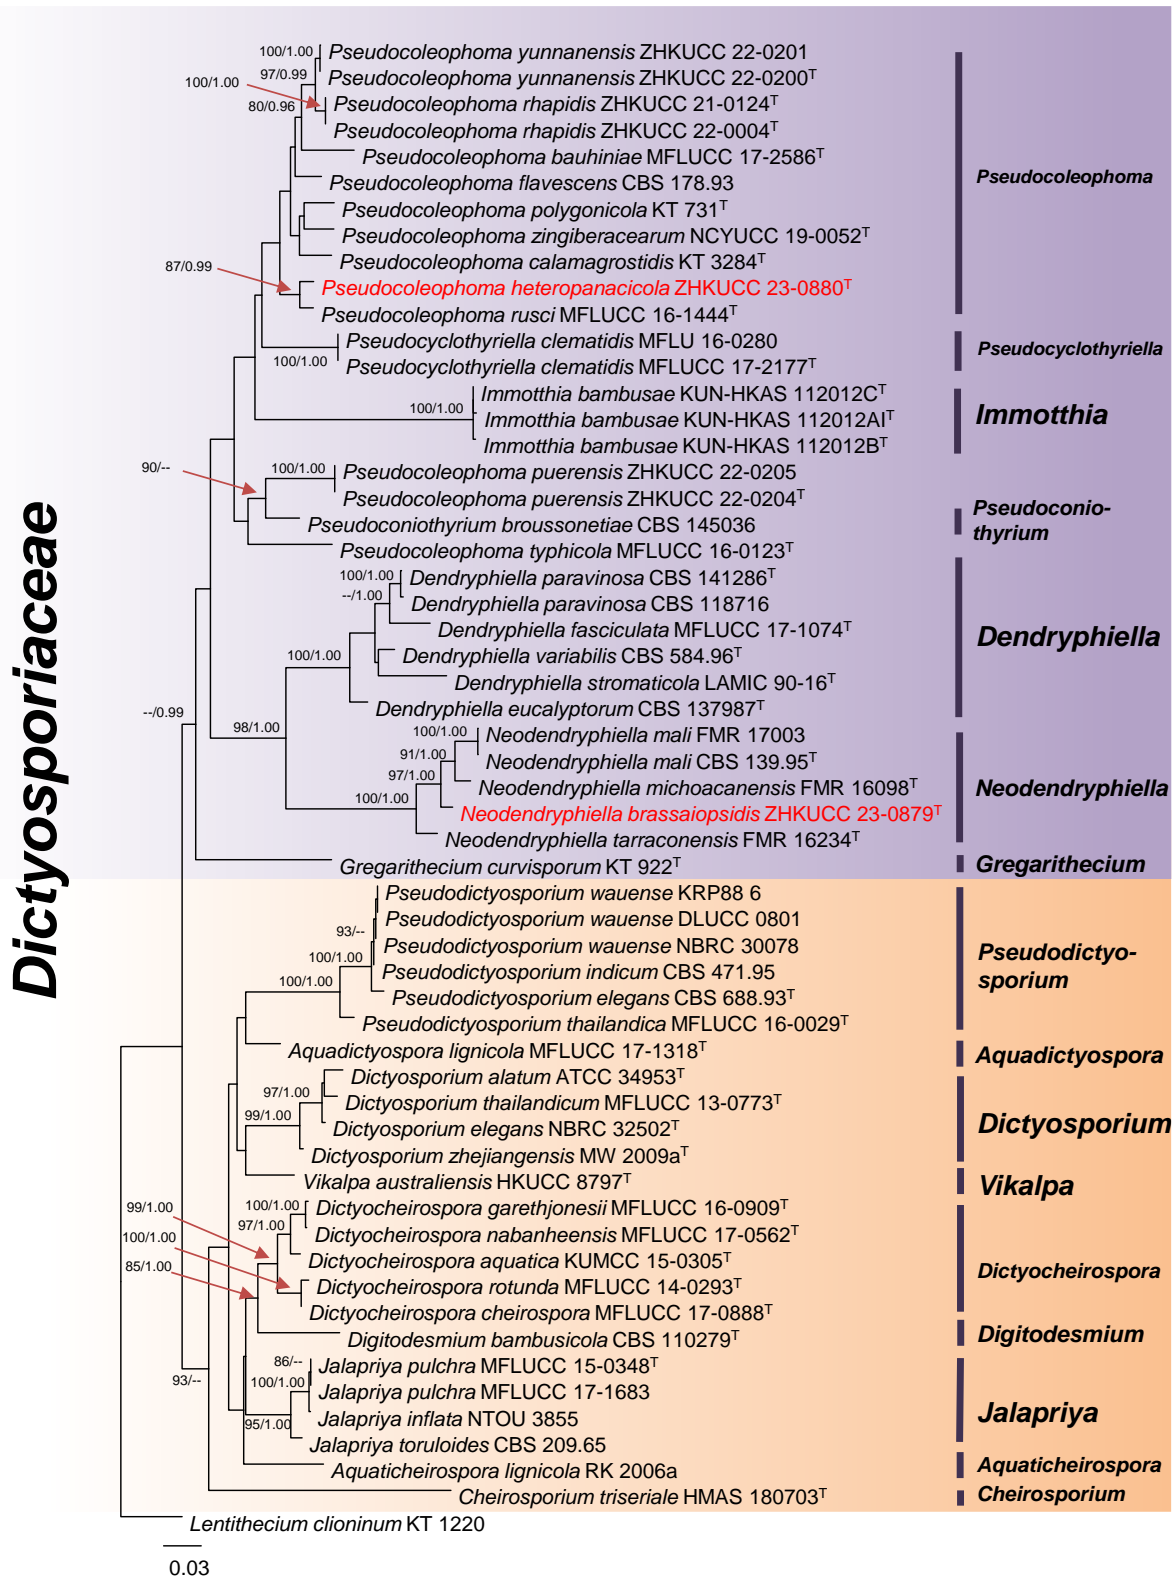 Dictyosporiaceae
100/1.00
Pseudocoleophoma yunnanensis ZHKUCC 22-0201
97/0.99
Pseudocoleophoma yunnanensis ZHKUCC 22-0200T
100/1.00
Pseudocoleophoma rhapidis ZHKUCC 21-0124T
80/0.96
Pseudocoleophoma rhapidis ZHKUCC 22-0004T
Pseudocoleophoma bauhiniae MFLUCC 17-2586T
Pseudocoleophoma
Pseudocoleophoma flavescens CBS 178.93
Pseudocoleophoma polygonicola KT 731T
Pseudocoleophoma zingiberacearum NCYUCC 19-0052T
Pseudocoleophoma calamagrostidis KT 3284T
87/0.99
Pseudocoleophoma heteropanacicola ZHKUCC 23-0880T
Pseudocoleophoma rusci MFLUCC 16-1444T
Pseudocyclothyriella clematidis MFLU 16-0280
Pseudocyclothyriella
100/1.00
Pseudocyclothyriella clematidis MFLUCC 17-2177T
Immotthia bambusae KUN-HKAS 112012CT
100/1.00
Immotthia bambusae KUN-HKAS 112012AIT
Immotthia
Immotthia bambusae KUN-HKAS 112012BT
90/--
100/1.00
Pseudocoleophoma puerensis ZHKUCC 22-0205
Pseudocoleophoma puerensis ZHKUCC 22-0204T
Pseudoconio-
thyrium
Pseudoconiothyrium broussonetiae CBS 145036
Pseudocoleophoma typhicola MFLUCC 16-0123T
100/1.00
Dendryphiella paravinosa CBS 141286T
--/1.00
Dendryphiella paravinosa CBS 118716
Dendryphiella fasciculata MFLUCC 17-1074T
Dendryphiella
100/1.00
Dendryphiella variabilis CBS 584.96T
Dendryphiella stromaticola LAMIC 90-16T
--/0.99
Dendryphiella eucalyptorum CBS 137987T
98/1.00
100/1.00
Neodendryphiella mali FMR 17003
91/1.00
Neodendryphiella mali CBS 139.95T
97/1.00
Neodendryphiella michoacanensis FMR 16098T
Neodendryphiella
100/1.00
Neodendryphiella brassaiopsidis ZHKUCC 23-0879T
Neodendryphiella tarraconensis FMR 16234T
Gregarithecium curvisporum KT 922T
Gregarithecium
Pseudodictyosporium wauense KRP88 6
Pseudodictyosporium wauense DLUCC 0801
93/--
Pseudodictyosporium wauense NBRC 30078
Pseudodictyo-
sporium
100/1.00
Pseudodictyosporium indicum CBS 471.95
100/1.00
Pseudodictyosporium elegans CBS 688.93T
Pseudodictyosporium thailandica MFLUCC 16-0029T
Aquadictyospora lignicola MFLUCC 17-1318T
Aquadictyospora
Dictyosporium alatum ATCC 34953T
97/1.00
Dictyosporium thailandicum MFLUCC 13-0773T
99/1.00
Dictyosporium elegans NBRC 32502T
Dictyosporium
Dictyosporium zhejiangensis MW 2009aT
Vikalpa australiensis HKUCC 8797T
Vikalpa
99/1.00
100/1.00
Dictyocheirospora garethjonesii MFLUCC 16-0909T
97/1.00
Dictyocheirospora nabanheensis MFLUCC 17-0562T
100/1.00
85/1.00
Dictyocheirospora aquatica KUMCC 15-0305T
Dictyocheirospora
Dictyocheirospora rotunda MFLUCC 14-0293T
Dictyocheirospora cheirospora MFLUCC 17-0888T
Digitodesmium bambusicola CBS 110279T
Digitodesmium
86/--
Jalapriya pulchra MFLUCC 15-0348T
93/--
100/1.00
Jalapriya pulchra MFLUCC 17-1683
Jalapriya
95/1.00
Jalapriya inflata NTOU 3855
Jalapriya toruloides CBS 209.65
Aquaticheirospora lignicola RK 2006a
Aquaticheirospora
Cheirosporium triseriale HMAS 180703T
Cheirosporium
Lentithecium clioninum KT 1220
0.03